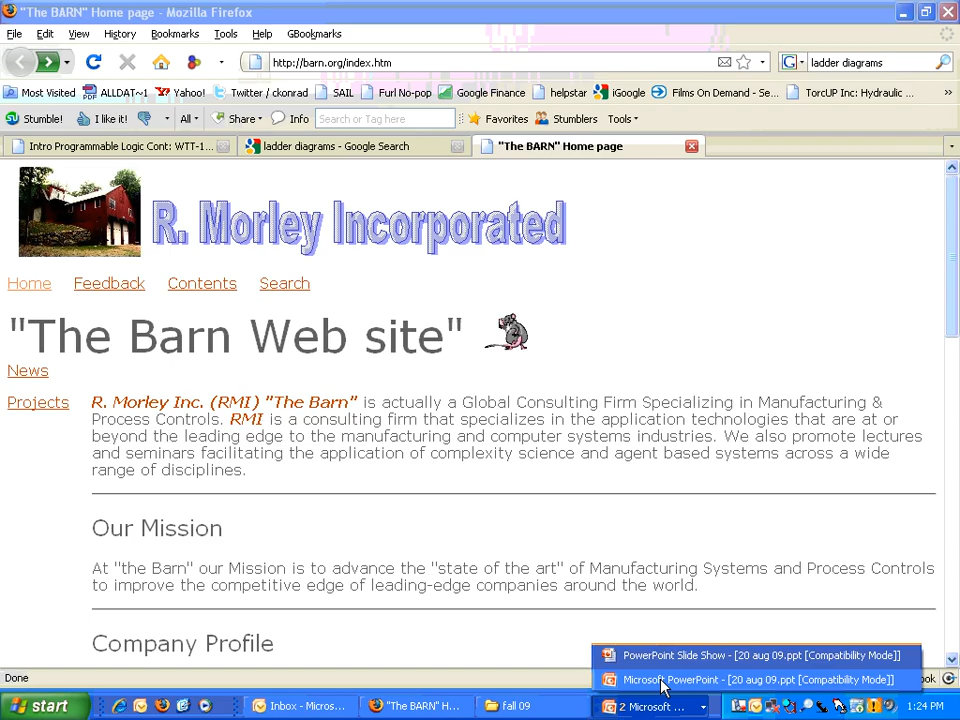 "The BARN" Home page - Mozilla Firefox
File Edit View History Bookmarks Tools Help GBookmarks
http://barn.org/index.htm
G ladder diagrams
Most Visited ALLDAT~1 Yahoo! Twitter / ckonrad SAIL Furl No-pop Google Finance helpstar iGoogle Films On Demand - Se... TorCUP Inc: Hydraulic ... »
Stumble! I like it! All Share Info Search or Tag here Favorites Stumblers Tools
Intro Programmable Logic Cont: WTT-1... ladder diagrams - Google Search "The BARN" Home page
R. Morley Incorporated
Home Feedback Contents Search
"The Barn Web site"
News
Projects
R. Morley Inc. (RMI) "The Barn" is actually a Global Consulting Firm Specializing in Manufacturing &
Process Controls. RMI is a consulting firm that specializes in the application technologies that are at or
beyond the leading edge to the manufacturing and computer systems industries. We also promote lectures
and seminars facilitating the application of complexity science and agent based systems across a wide
range of disciplines.
Our Mission
At "the Barn" our Mission is to advance the "state of the art" of Manufacturing Systems and Process Controls
to improve the competitive edge of leading-edge companies around the world.
Company Profile
PowerPoint Slide Show - [20 aug 09.ppt [Compatibility Mode]]
Microsoft PowerPoint - [20 aug 09.ppt [Compatibility Mode]]
Done
start Inbox - Micros... "The BARN" H... fall 09 2 Microsoft ... 1:24 PM